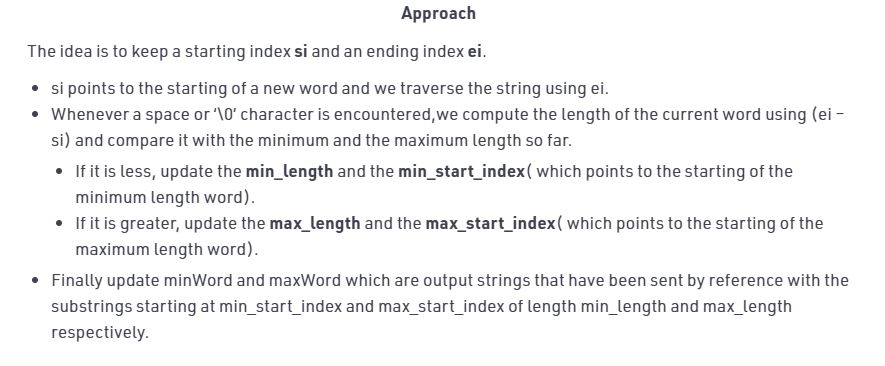 Approach
The idea is to keep a starting index si and an ending index ei.
• si points to the starting of a new word and we traverse the string using ei.
• Whenever a space or ‘\0’ character is encountered,we compute the length of the current word using (ei –
si) and compare it with the minimum and the maximum length so far.
• If it is less, update the min_length and the min_start_index( which points to the starting of the
minimum length word).
• If it is greater, update the max_length and the max_start_index( which points to the starting of the
maximum length word).
• Finally update minWord and maxWord which are output strings that have been sent by reference with the
substrings starting at min_start_index and max_start_index of length min_length and max_length
respectively.